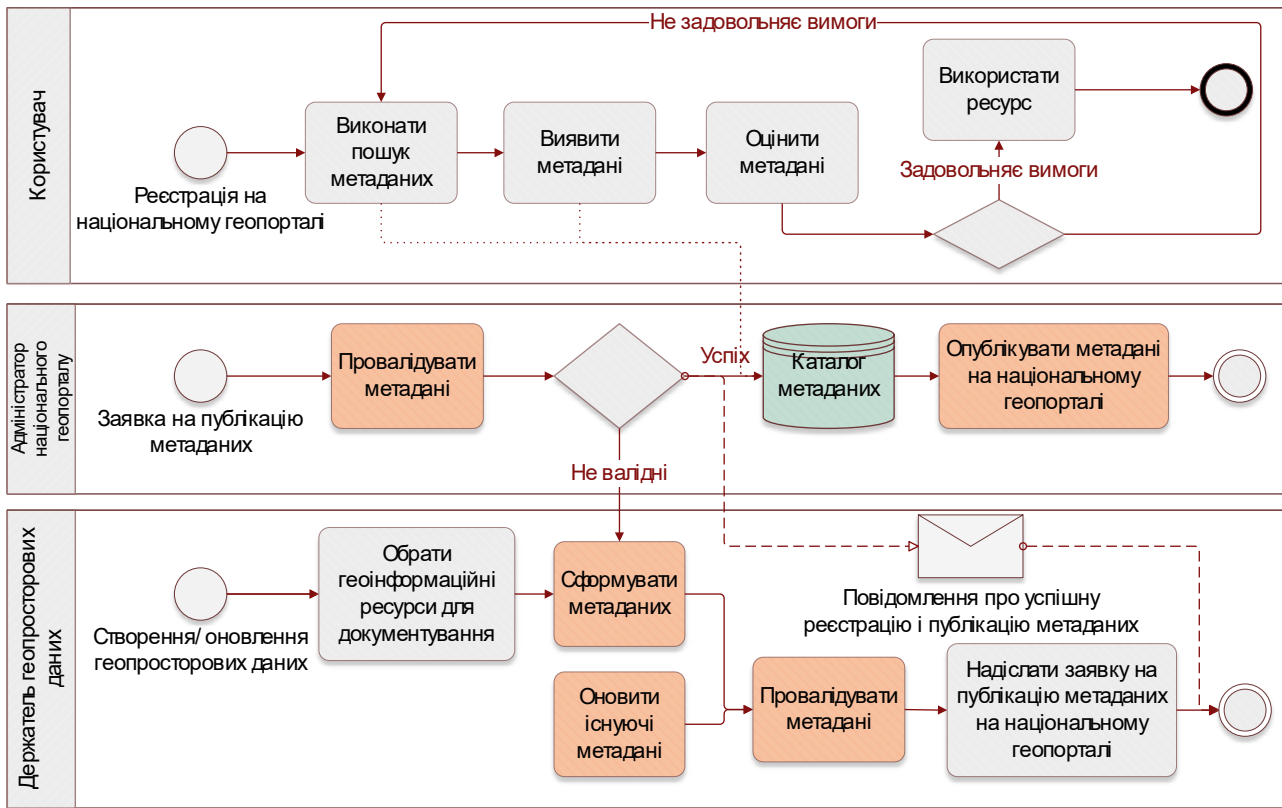 Користувач
Не задовольняє вимоги
Виконати
пошук
метаданих
Виявити
метадані
Оцінити
метадані
Використати
ресурс
Задовольняє вимоги
Реєстрація на
національному геопорталі
Адміністратор
національного
геопорталу
Провалідувати
метадані
Успіх
Каталог
метаданих
Опублікувати метадані
на національному
геопорталі
Заявка на публікацію
метаданих
Не валідні
Держатель геопросторових
даних
Обрати
геоінформаційні
ресурси для
документування
Сформувати
метаданих
Створення/ оновлення
геопросторових даних
Повідомлення про успішну
реєстрацію і публікацію метаданих
Оновити
існуючі
метадані
Провалідувати
метадані
Надіслати заявку на
публікацію метаданих
на національному
геопорталі